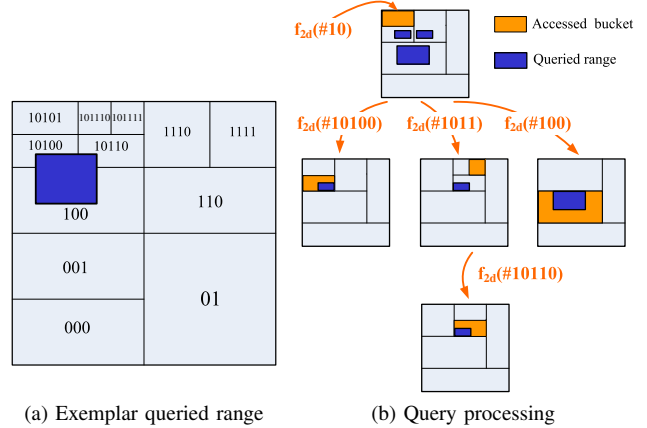 f2d(#10)
Accessed bucket
Queried range
10101
101110
101111
1110
1111
10100
10110
100
110
001
01
000
f2d(#10100)
f2d(#1011)
f2d(#100)
f2d(#10110)
(a) Exemplar queried range
(b) Query processing